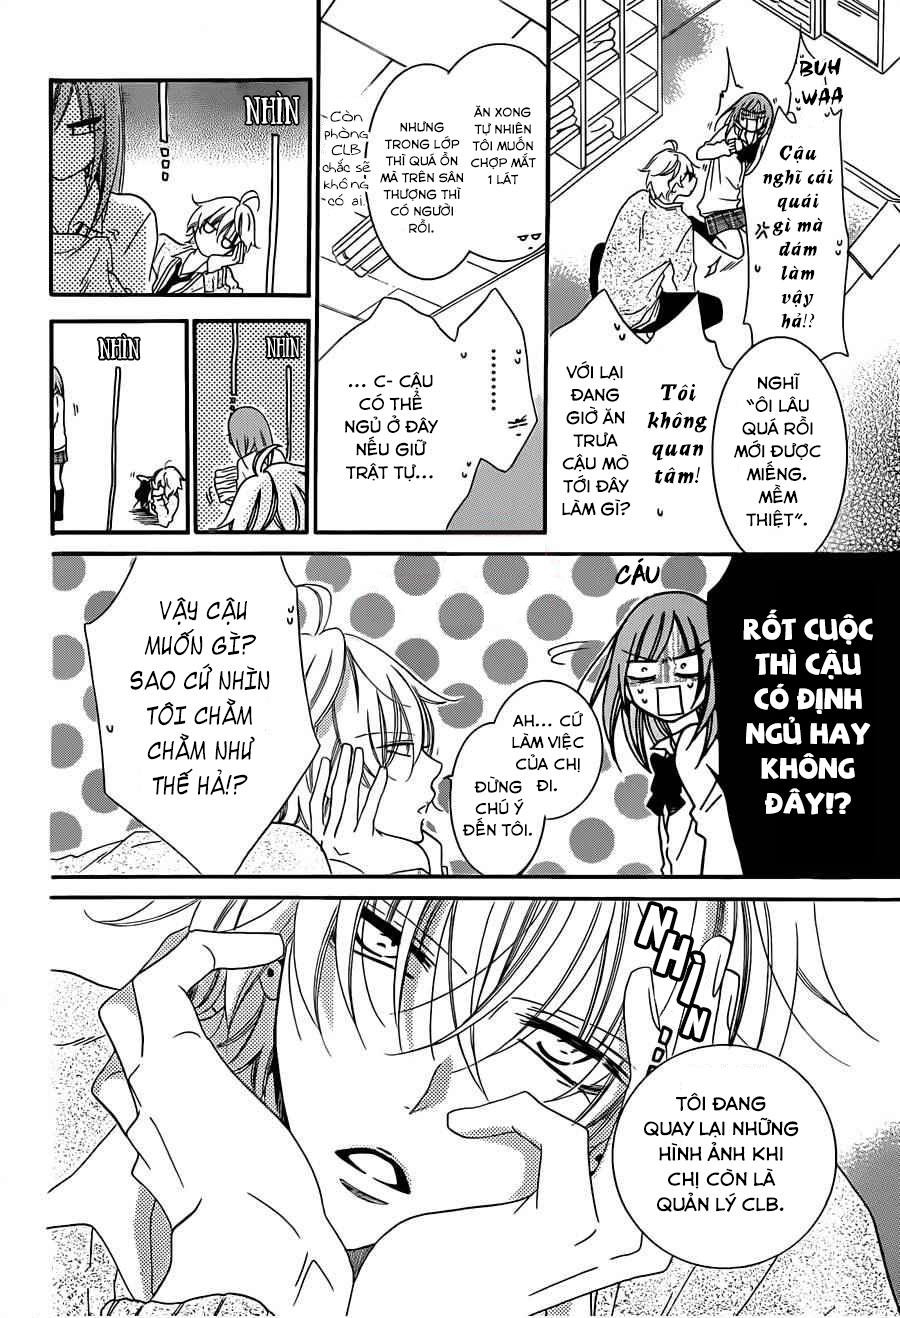 BUH
WAA
Cậu
nghĩ cái
quái
gì mà
dám
làm
vậy
hả!?
NGHĨ
"ÔI LÂU
QUÁ RỒI
MỚI ĐƯỢC
MIẾNG.
MỀM
THIỆT".
Tôi
không
quan
tâm!
VỚI LẠI
ĐANG
GIỜ ĂN
TRƯA
CẬU MÒ
TỚI ĐÂY
LÀM GÌ?
ĂN XONG
TỰ NHIÊN
TÔI MUỐN
CHỢP MẮT
1 LÁT
NHƯNG
TRONG LỚP
THÌ QUÁ ỒN
MÀ TRÊN SÂN
THƯỢNG THÌ
CÓ NGƯỜI
RỒI.
Còn
phòng
CLB
chắc sẽ
không
có ai.
... C- CẬU
CÓ THỂ
NGỦ Ở ĐÂY
NẾU GIỮ
TRẬT TỰ...
NHÌN
NHÌN
NHÌN
CÁU
RỐT CUỘC
THÌ CẬU
CÓ ĐỊNH
NGỦ HAY
KHÔNG
ĐÂY!?
AH... CỨ
LÀM VIỆC
CỦA CHỊ
ĐI.
ĐỪNG
CHÚ Ý
ĐẾN TÔI.
VẬY CẬU
MUỐN GÌ?
SAO CỨ NHÌN
TÔI CHẰM
CHẰM NHƯ
THẾ HẢ!?
NHÌN
TÔI ĐANG
QUAY LẠI NHỮNG
HÌNH ẢNH KHI
CHỊ CÒN LÀ
QUẢN LÝ CLB.